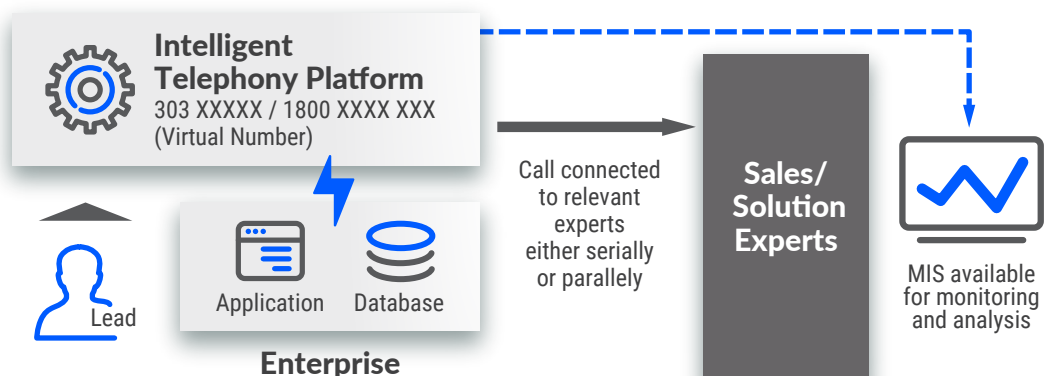 Intelligent
Telephony Platform
303 XXXXX / 1800 XXXX XXX
(Virtual Number)
Lead
Application
Database
Enterprise
Call connected
to relevant
experts
either serially
or parallely
Sales/
Solution
Experts
MIS available
for monitoring
and analysis